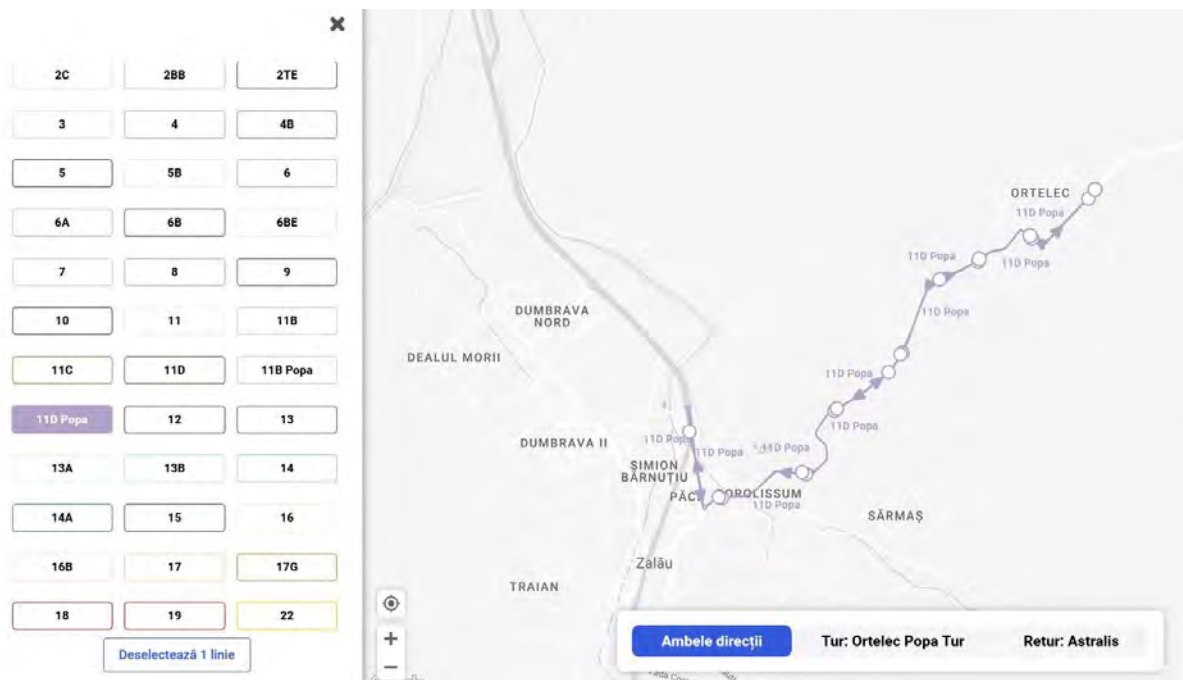 ✖
2C 2BB 2TE
3 4 4B
5 5B 6
6A 6B 6BE
7 8 9
10 11 11B
11C 11D 11B Popa
11D Popa 12 13
13A 13B 14
14A 15 16
16B 17 17G
18 19 22
Deselectează 1 linie
ORTELEC
11D Popa
11D Popa
11D Popa
11D Popa
DUMBRAVA
NORD
DEALUL MORII
11D Popa
11D Popa
DUMBRAVA II
11D Popa
11D Popa
11D Popa
SIMION
BĂRNUȚIU
11D Popa
SĂRMAȘ
Zalău
TRAIAN
+
−
Ambele direcții Tur: Ortelec Popa Tur Retur: Astralis